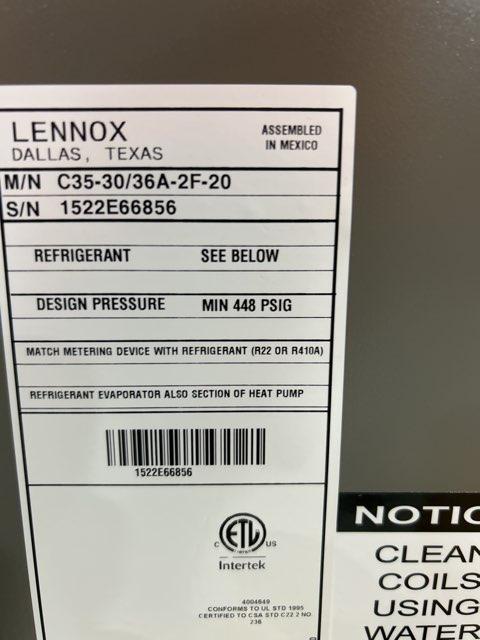 LENNOX
DALLAS, TEXAS
ASSEMBLED
IN MEXICO
M/N C35-30/36A-2F-20
S/N 1522E66856
REFRIGERANT SEE BELOW
DESIGN PRESSURE MIN 448 PSIG
MATCH METERING DEVICE WITH REFRIGERANT (R22 OR R410A)
REFRIGERANT EVAPORATOR ALSO SECTION OF HEAT PUMP
1522E66856
C ETL US
Intertek
4004649
CONFORMS TO UL STD 1995
CERTIFIED TO CSA STD C22.2 NO.
236
NOTIC
CLEAN
COILS
USING
WATER